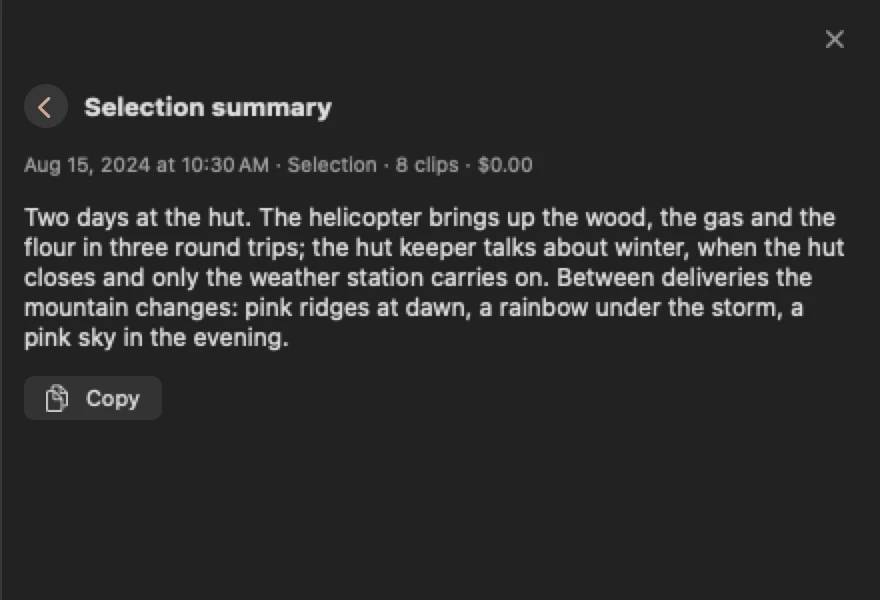 Selection summary
Aug 15, 2024 at 10:30 AM · Selection · 8 clips · $0.00
Two days at the hut. The helicopter brings up the wood, the gas and the
flour in three round trips; the hut keeper talks about winter, when the hut
closes and only the weather station carries on. Between deliveries the
mountain changes: pink ridges at dawn, a rainbow under the storm, a
pink sky in the evening.
Copy